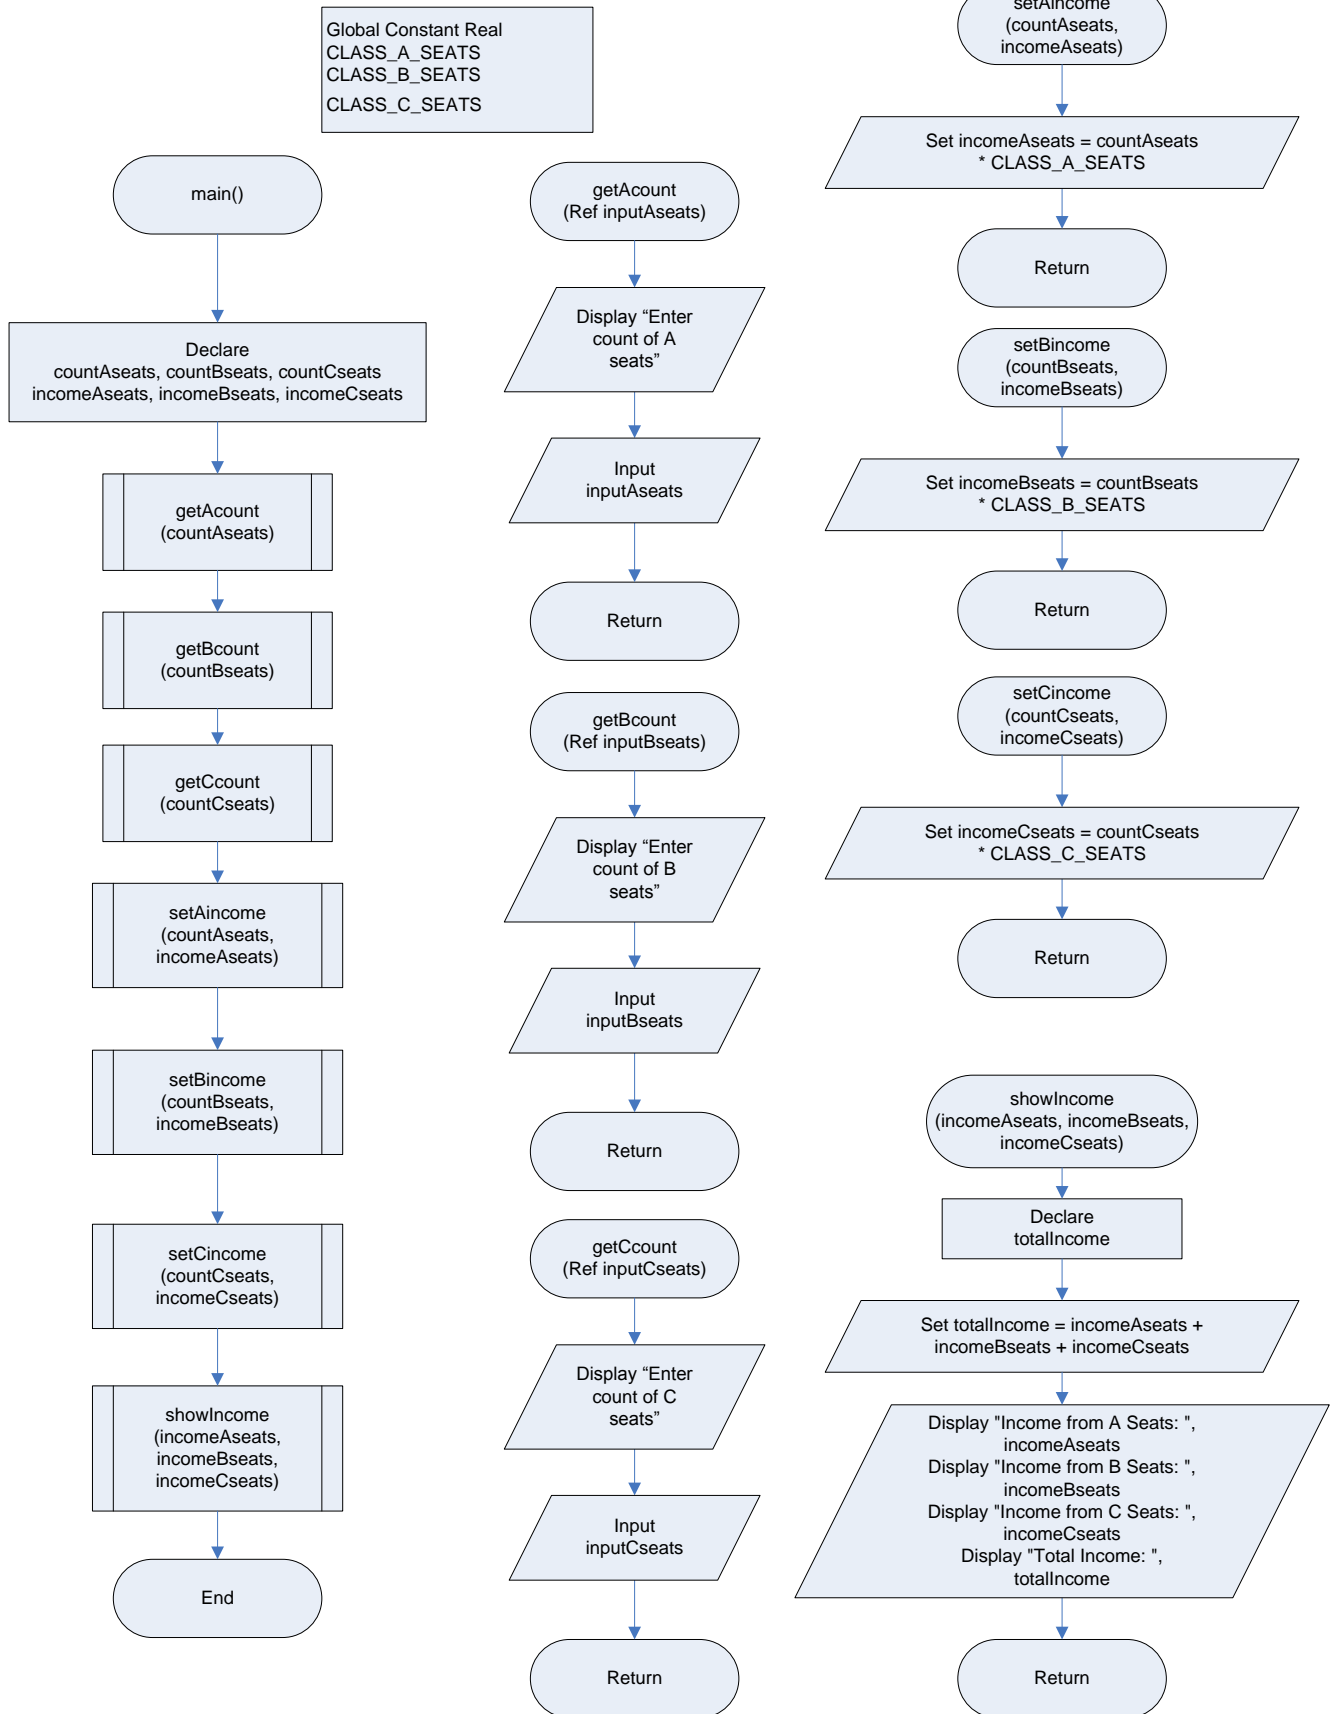 Global Constant Real
CLASS_A_SEATS
CLASS_B_SEATS
CLASS_C_SEATS
main()
Declare
countAseats, countBseats, countCseats
incomeAseats, incomeBseats, incomeCseats
getAcount
(countAseats)
getBcount
(countBseats)
getCcount
(countCseats)
setAincome
(countAseats,
incomeAseats)
setBincome
(countBseats,
incomeBseats)
setCincome
(countCseats,
incomeCseats)
showIncome
(incomeAseats,
incomeBseats,
incomeCseats)
End
getAcount
(Ref inputAseats)
Display “Enter
count of A
seats”
Input
inputAseats
Return
getBcount
(Ref inputBseats)
Display “Enter
count of B
seats”
Input
inputBseats
Return
getCcount
(Ref inputCseats)
Display “Enter
count of C
seats”
Input
inputCseats
Return
setAincome
(countAseats,
incomeAseats)
Set incomeAseats = countAseats
* CLASS_A_SEATS
Return
setBincome
(countBseats,
incomeBseats)
Set incomeBseats = countBseats
* CLASS_B_SEATS
Return
setCincome
(countCseats,
incomeCseats)
Set incomeCseats = countCseats
* CLASS_C_SEATS
Return
showIncome
(incomeAseats, incomeBseats,
incomeCseats)
Declare
totalIncome
Set totalIncome = incomeAseats +
incomeBseats + incomeCseats
Display "Income from A Seats: ",
incomeAseats
Display "Income from B Seats: ",
incomeBseats
Display "Income from C Seats: ",
incomeCseats
Display "Total Income: ",
totalIncome
Return